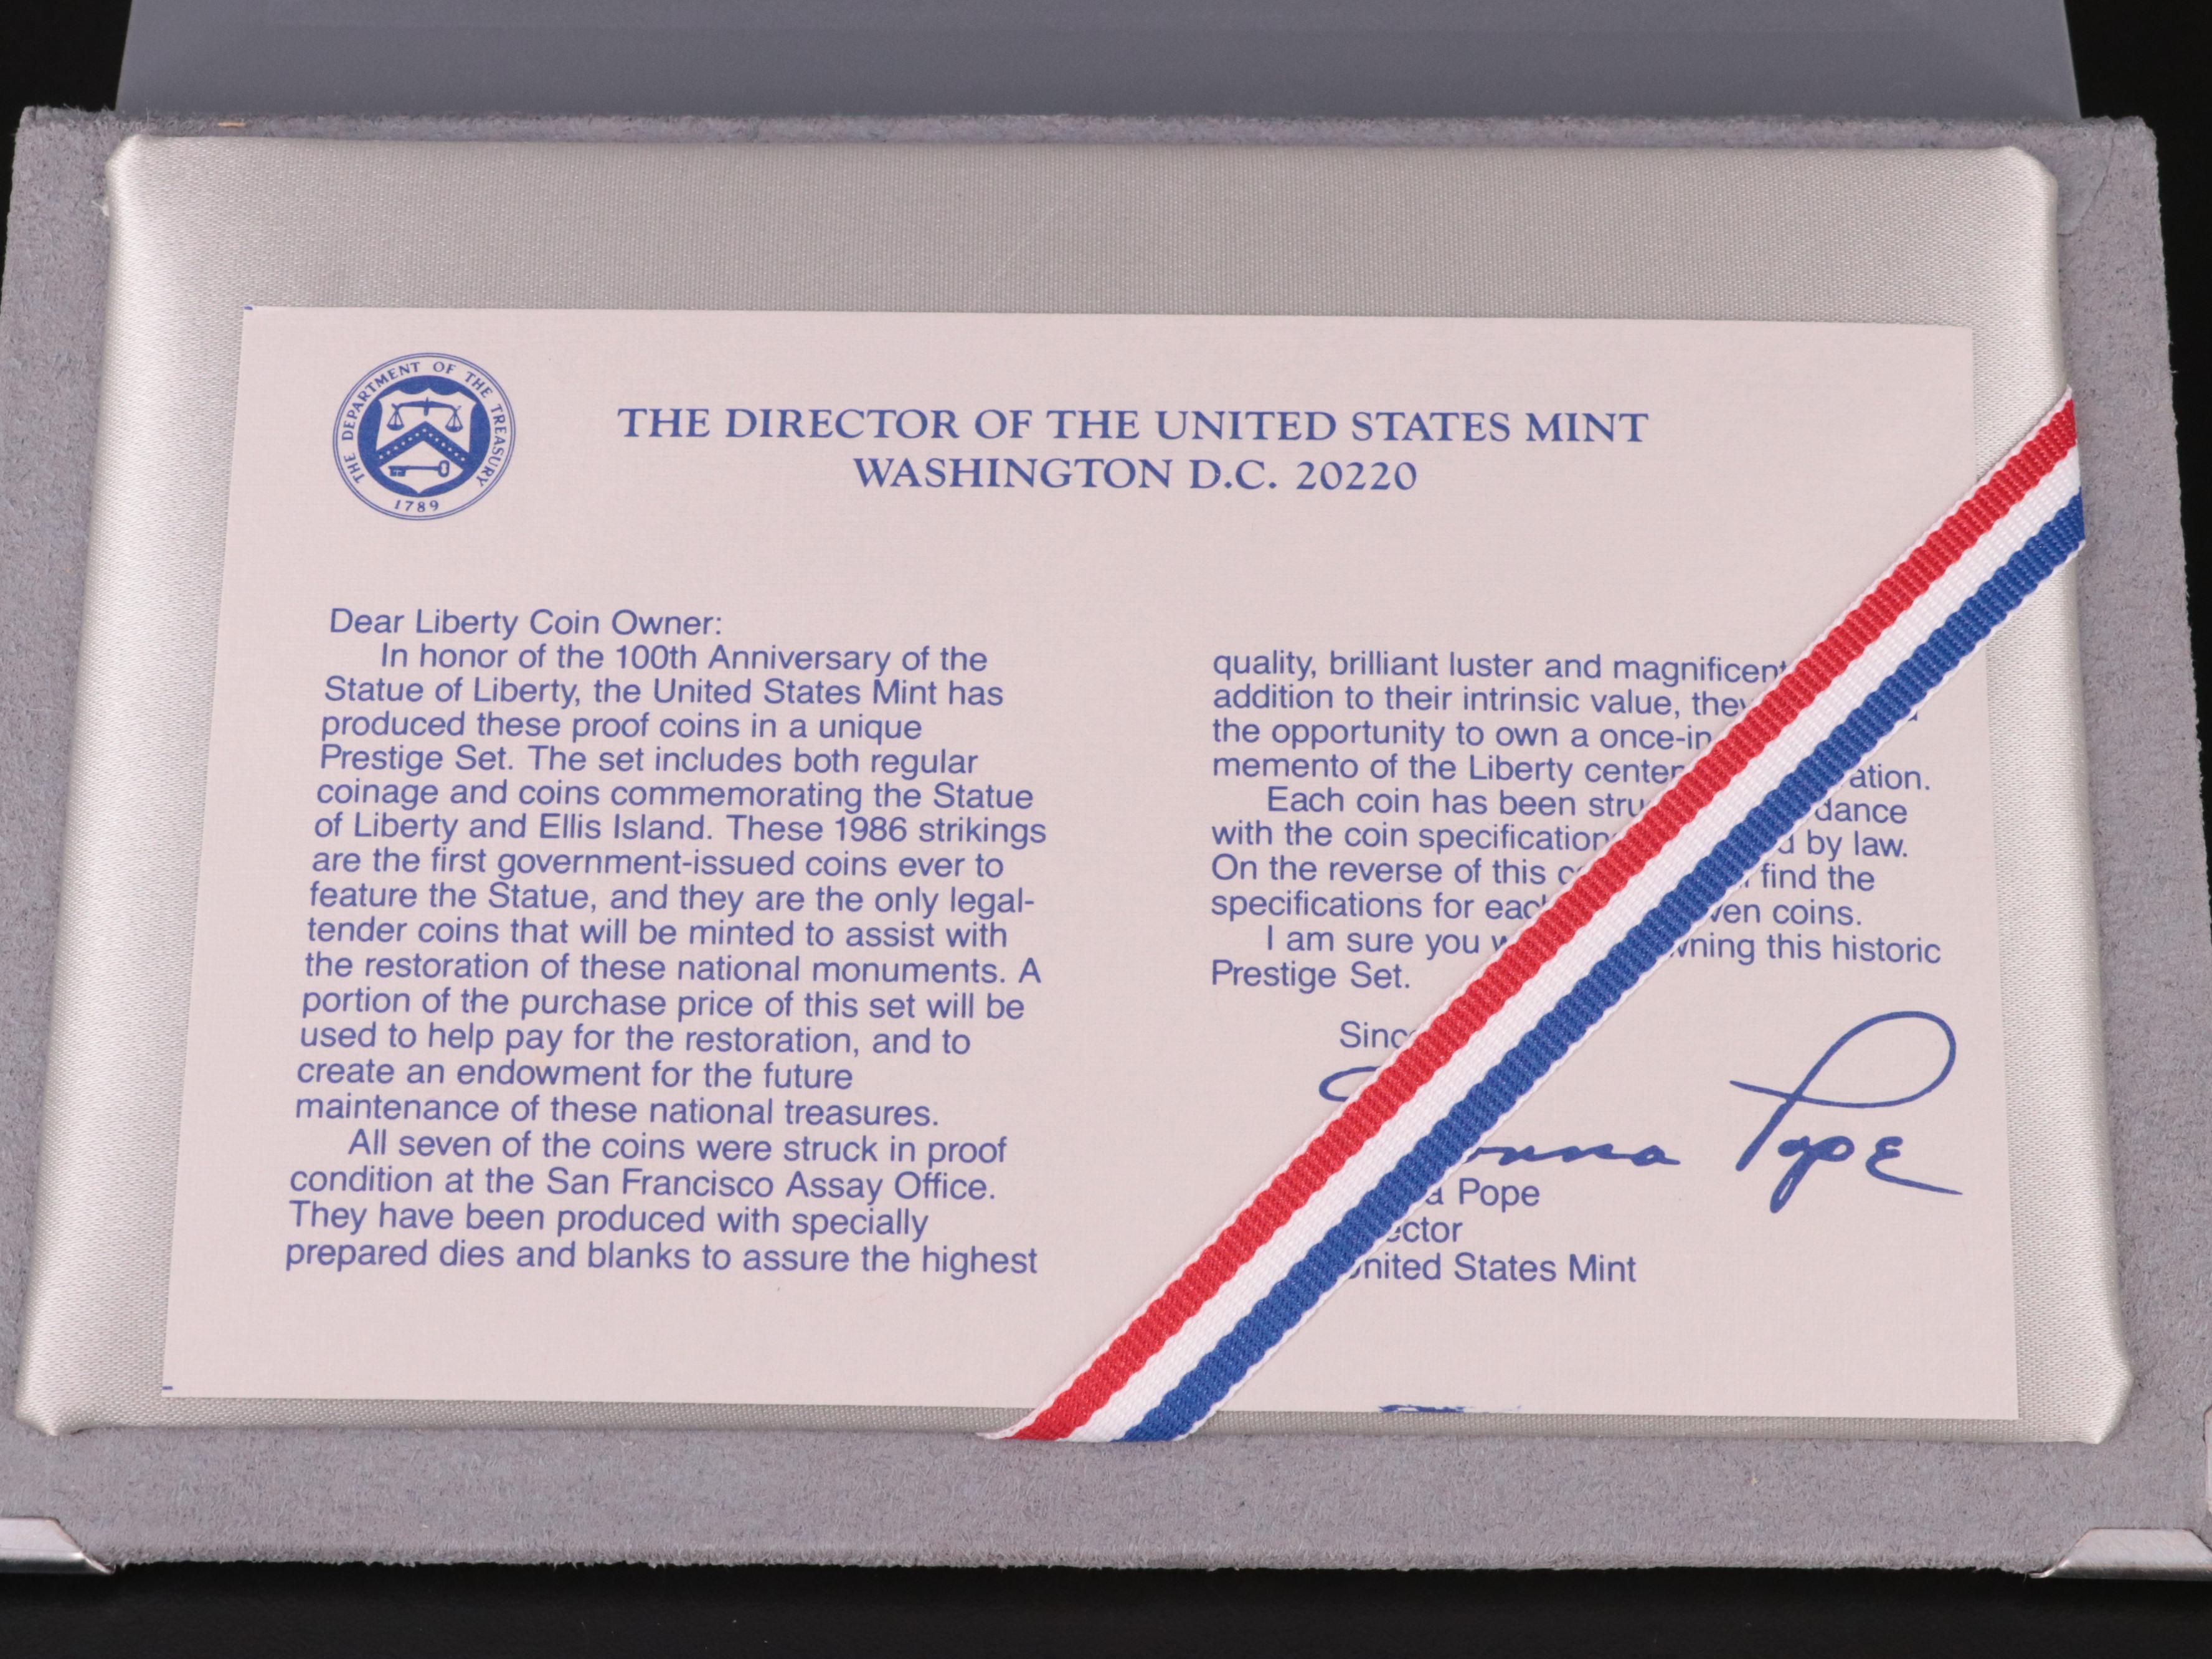 THE DEPARTMENT OF THE TREASURY
1789
THE DIRECTOR OF THE UNITED STATES MINT
WASHINGTON D.C. 20220
Dear Liberty Coin Owner:
In honor of the 100th Anniversary of the
Statue of Liberty, the United States Mint has
produced these proof coins in a unique
Prestige Set. The set includes both regular
coinage and coins commemorating the Statue
of Liberty and Ellis Island. These 1986 strikings
are the first government-issued coins ever to
feature the Statue, and they are the only legal-
tender coins that will be minted to assist with
the restoration of these national monuments. A
portion of the purchase price of this set will be
used to help pay for the restoration, and to
create an endowment for the future
maintenance of these national treasures.
All seven of the coins were struck in proof
condition at the San Francisco Assay Office.
They have been produced with specially
prepared dies and blanks to assure the highest
quality, brilliant luster and magnificent
addition to their intrinsic value, they
the opportunity to own a once-in
memento of the Liberty
Each coin has been
with the coin by law.
On the reverse of this find the
specifications for coins.
I am sure you this historic
Prestige Set.
Pope
Pope
United States Mint